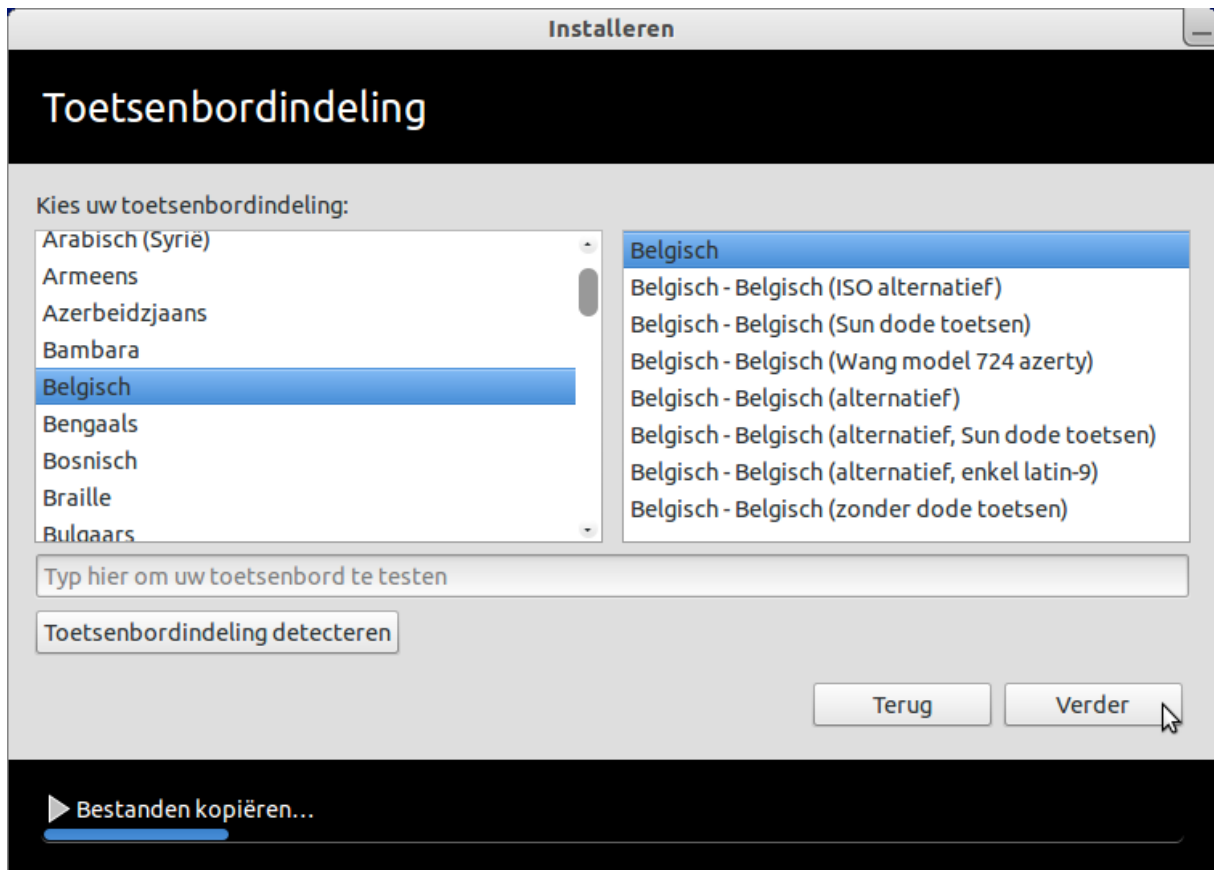 Installeren
Toetsenbordindeling
Kies uw toetsenbordindeling:
Arabisch (Syrië)
Armeens
Azerbeidzjaans
Bambara
Belgisch
Bengaals
Bosnisch
Braille
Bulgaars
Belgisch
Belgisch - Belgisch (ISO alternatief)
Belgisch - Belgisch (Sun dode toetsen)
Belgisch - Belgisch (Wang model 724 azerty)
Belgisch - Belgisch (alternatief)
Belgisch - Belgisch (alternatief, Sun dode toetsen)
Belgisch - Belgisch (alternatief, enkel latin-9)
Belgisch - Belgisch (zonder dode toetsen)
Typ hier om uw toetsenbord te testen
Toetsenbordindeling detecteren
Terug
Verder
Bestanden kopiëren…